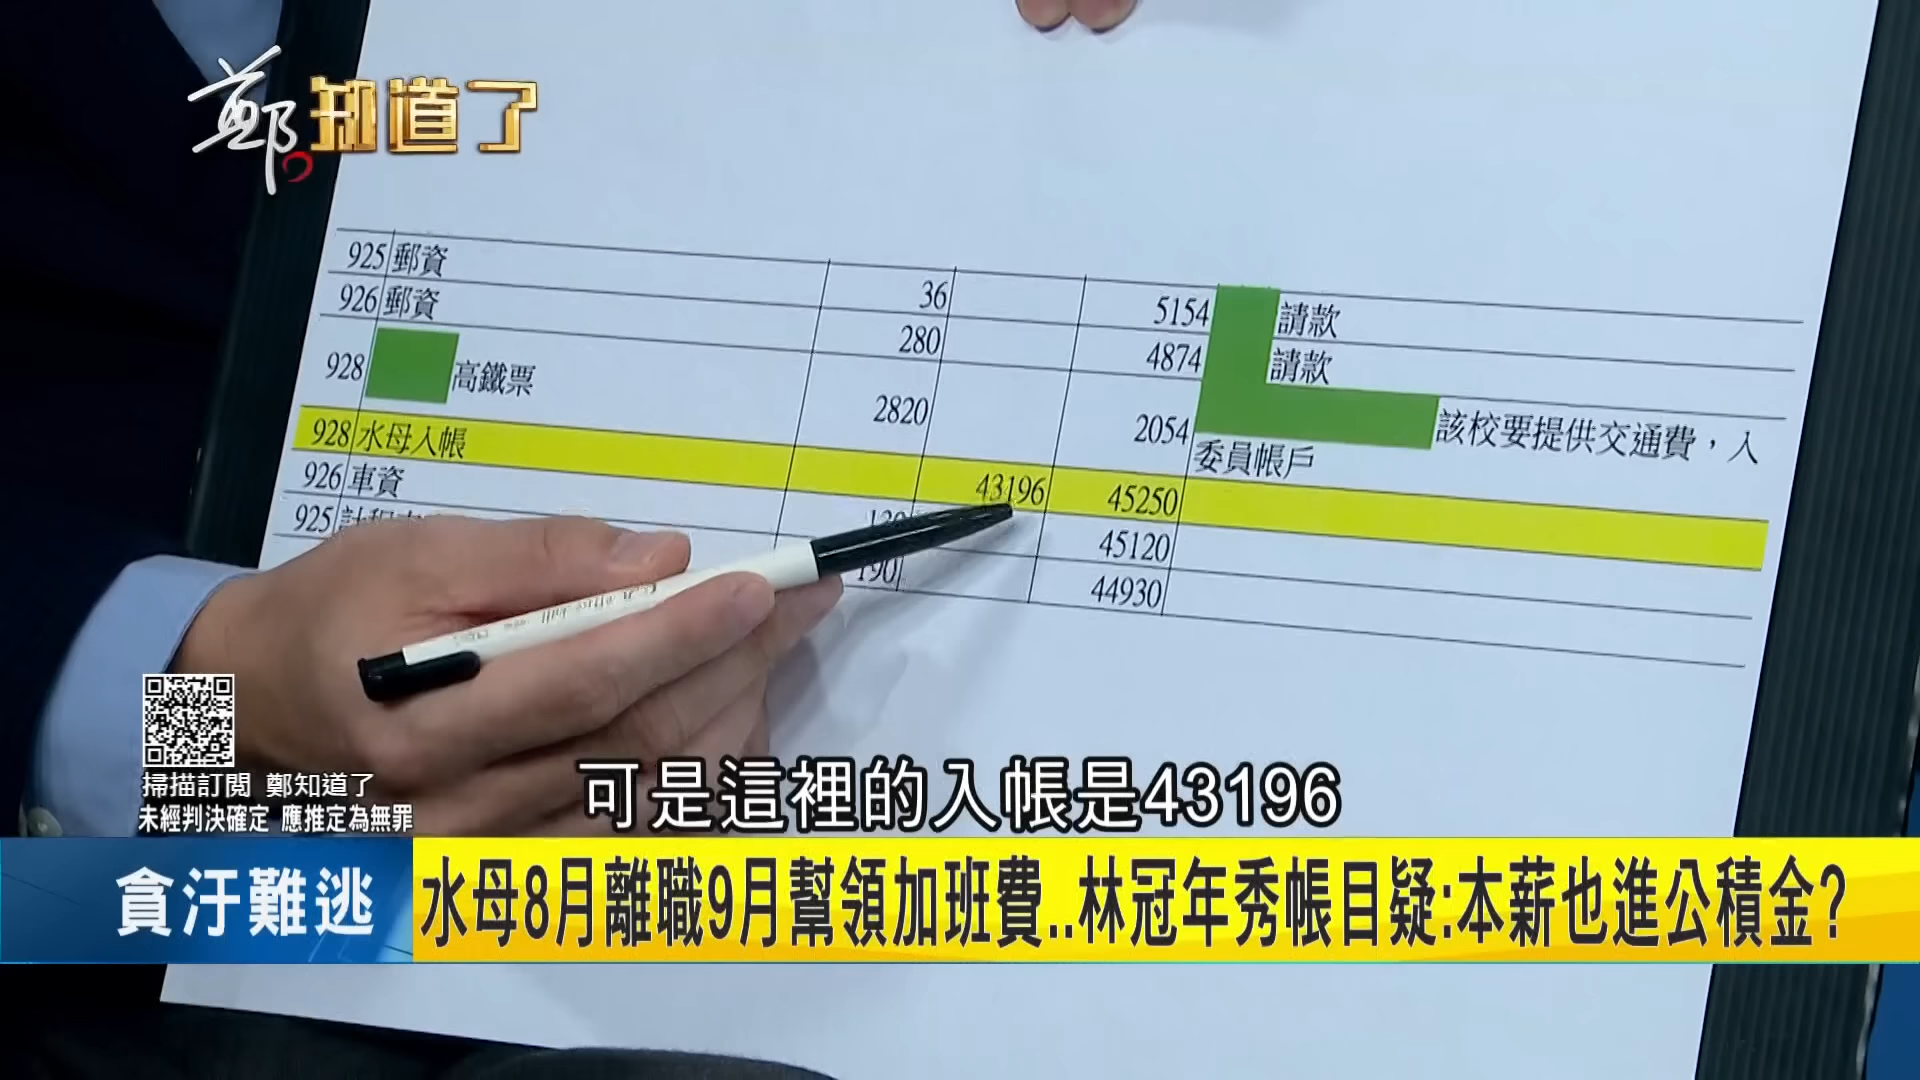 鄭知道了
925 郵資 36 5154 請款
926 郵資 280 4874 請款
928 高鐵票 2820 2054 該校要提供交通費,入
委員帳戶
928 水母入帳 43196 45250
926 車資 45120
925 190 44930
掃描訂閱 鄭知道了
未經判決確定 應推定為無罪
可是這裡的入帳是43196
貪汙難逃
水母8月離職9月幫領加班費..林冠年秀帳目疑:本薪也進公積金?